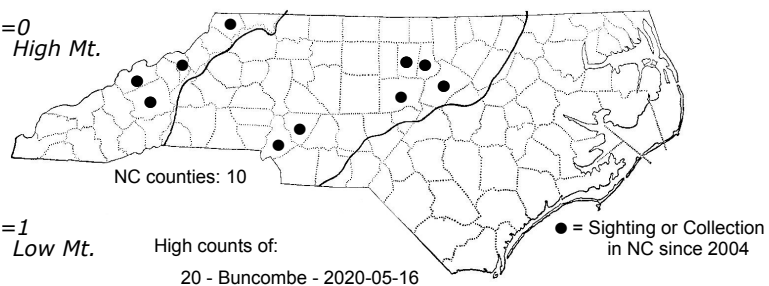 =0
High Mt.
NC counties: 10
=1
Low Mt.
High counts of:
20 - Buncombe - 2020-05-16
● = Sighting or Collection
in NC since 2004